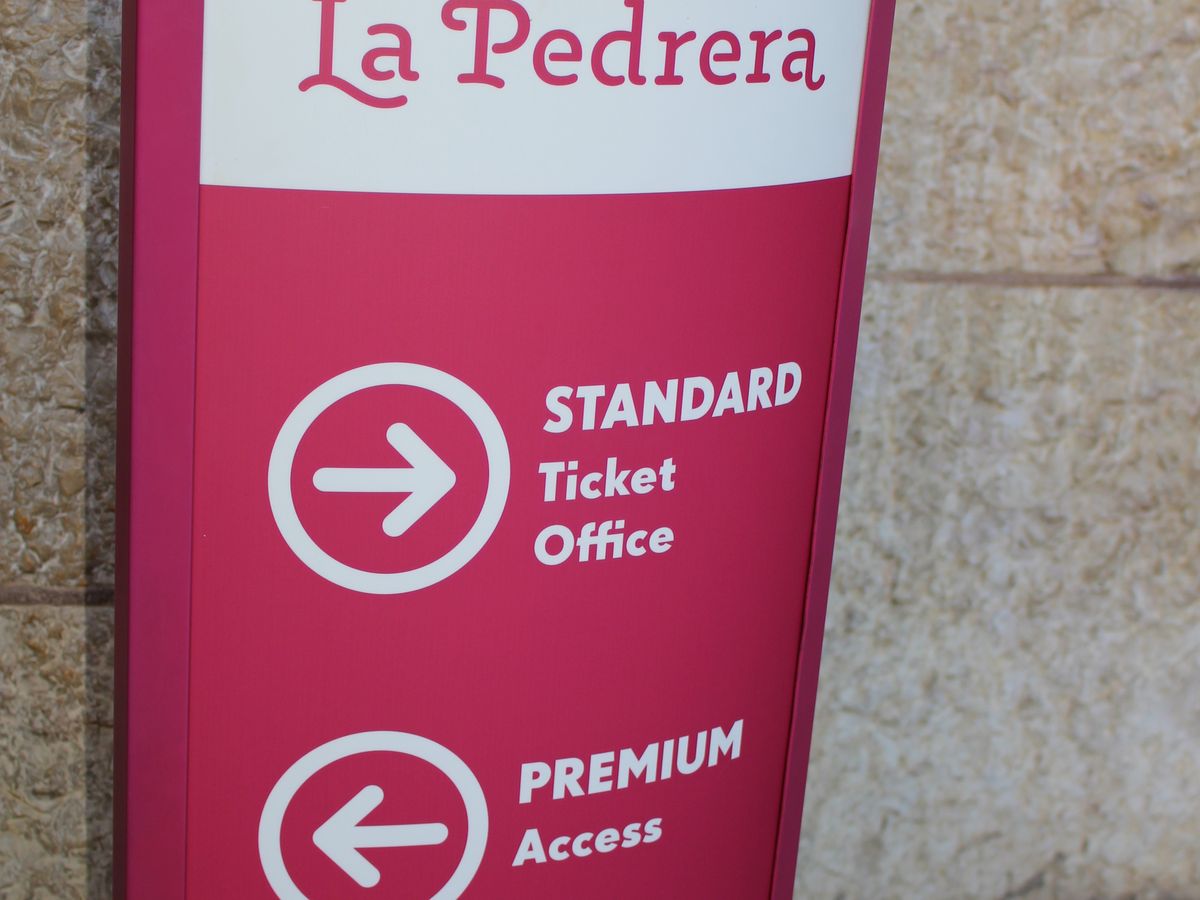 La Pedrera
STANDARD
Ticket
Office
PREMIUM
Access